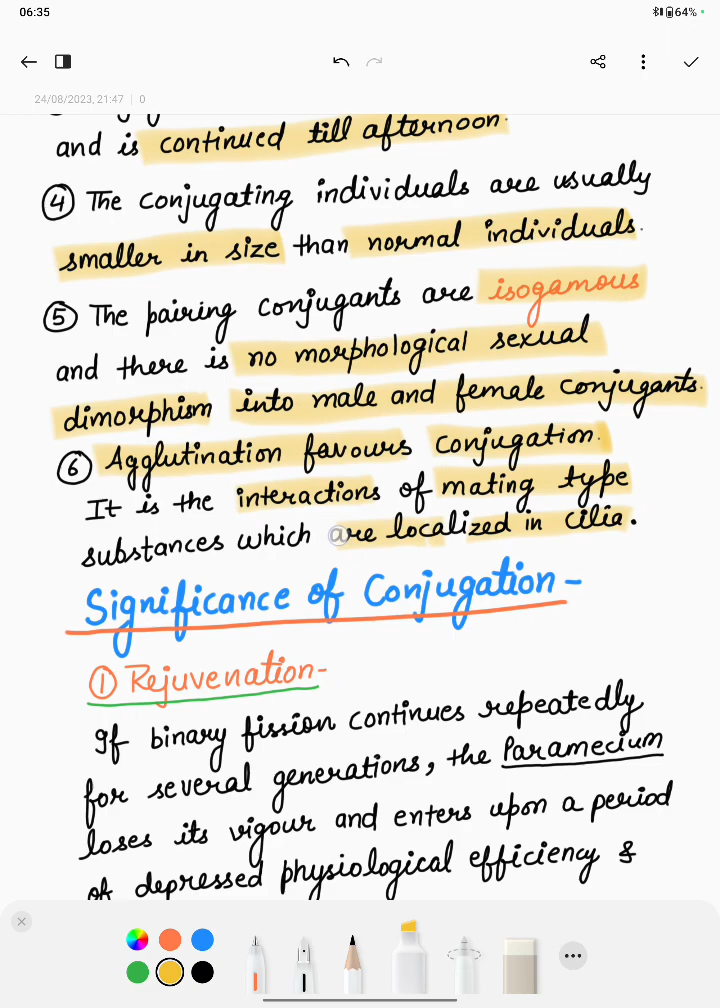 06:35
64%
24/08/2023, 21:47 | 0
and is continued till afternoon.
④ The conjugating individuals are usually
smaller in size than normal individuals.
⑤ The pairing conjugants are isogamous
and there is no morphological sexual
dimorphism into male and female conjugants.
⑥ Agglutination favours conjugation.
It is the interactions of mating type
substances which are localized in cilia.
Significance of Conjugation -
① Rejuvenation -
If binary fission continues repeatedly
for several generations, the Paramecium
loses its vigour and enters upon a period
of depressed physiological efficiency &